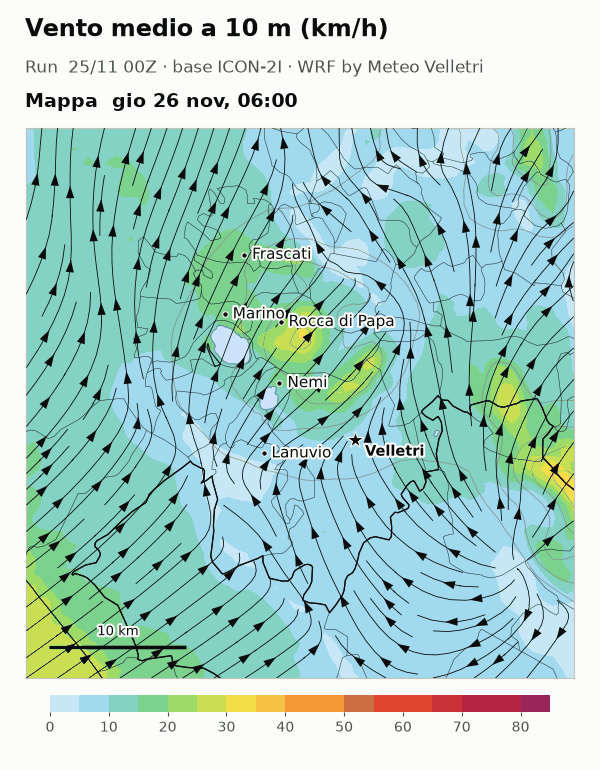 Vento medio a 10 m (km/h)
Run 25/11 00Z · base ICON-2I · WRF by Meteo Velletri
Mappa gio 26 nov, 06:00
Frascati
Marino
Rocca di Papa
Nemi
Velletri
Lanuvio
10 km
0 10 20 30 40 50 60 70 80